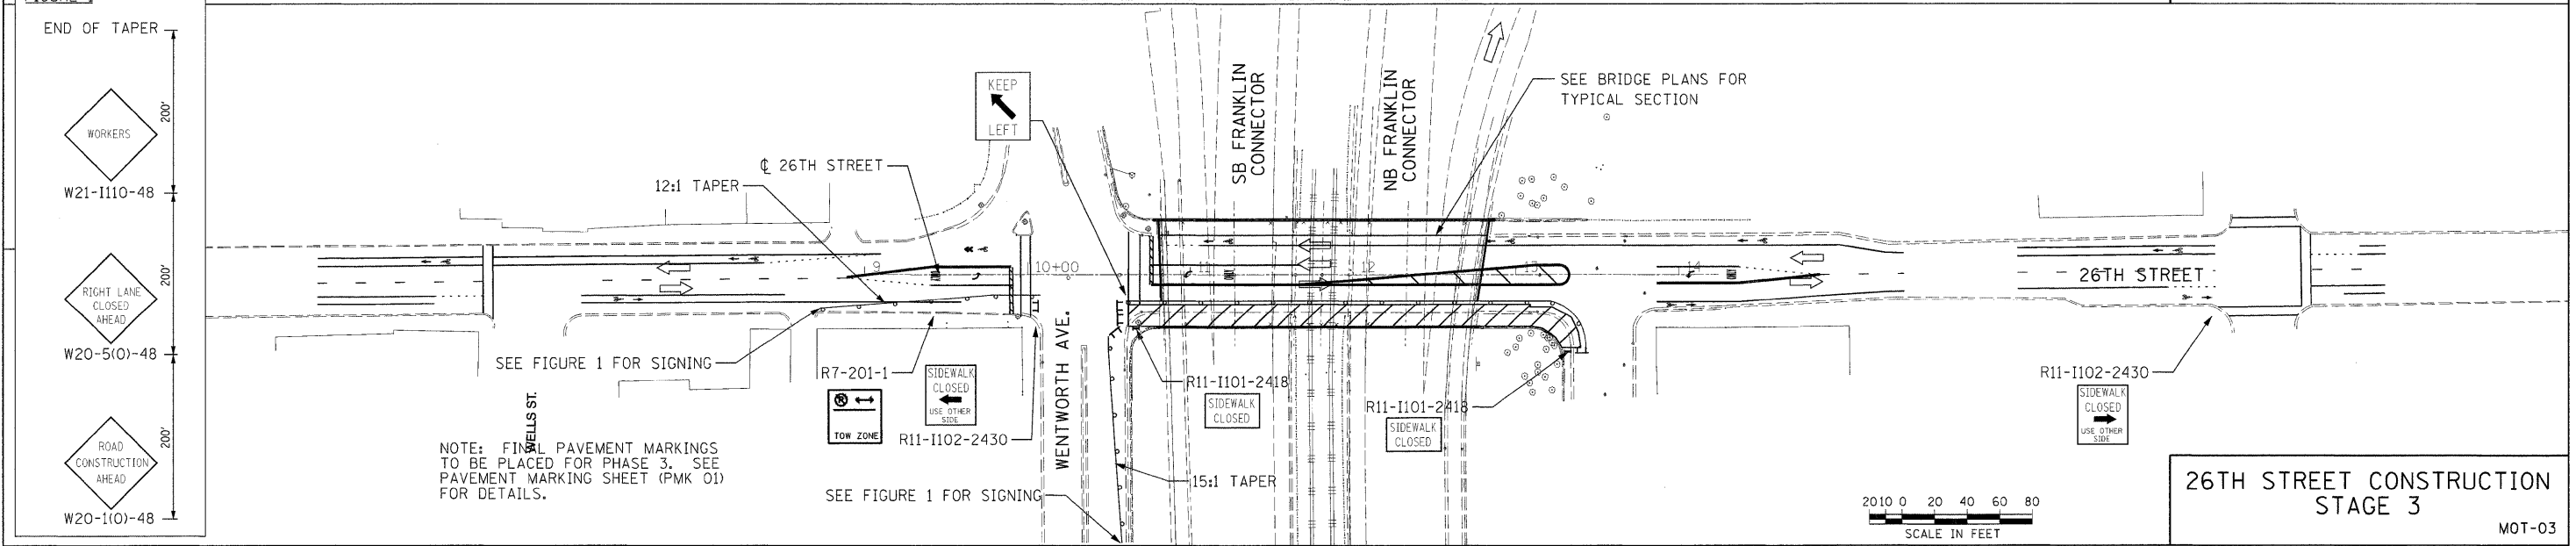 END OF TAPER
200'
WORKERS
W21-I110-48
200'
RIGHT LANE
CLOSED
AHEAD
W20-5(O)-48
200'
ROAD
CONSTRUCTION
AHEAD
W20-1(O)-48
KEEP
LEFT
℄ 26TH STREET
12:1 TAPER
SB FRANKLIN
CONNECTOR
NB FRANKLIN
CONNECTOR
SEE BRIDGE PLANS FOR
TYPICAL SECTION
9
10+00
11
12
13
14
26TH STREET
SEE FIGURE 1 FOR SIGNING
WELLS ST.
R7-201-1
TOW ZONE
SIDEWALK
CLOSED
USE OTHER
SIDE
R11-I102-2430
WENTWORTH AVE.
R11-I101-2418
SIDEWALK
CLOSED
R11-I101-2418
SIDEWALK
CLOSED
R11-I102-2430
SIDEWALK
CLOSED
USE OTHER
SIDE
NOTE: FINAL PAVEMENT MARKINGS
TO BE PLACED FOR PHASE 3. SEE
PAVEMENT MARKING SHEET (PMK 01)
FOR DETAILS.
15:1 TAPER
SEE FIGURE 1 FOR SIGNING
2010 0 20 40 60 80
SCALE IN FEET
26TH STREET CONSTRUCTION
STAGE 3
MOT-03